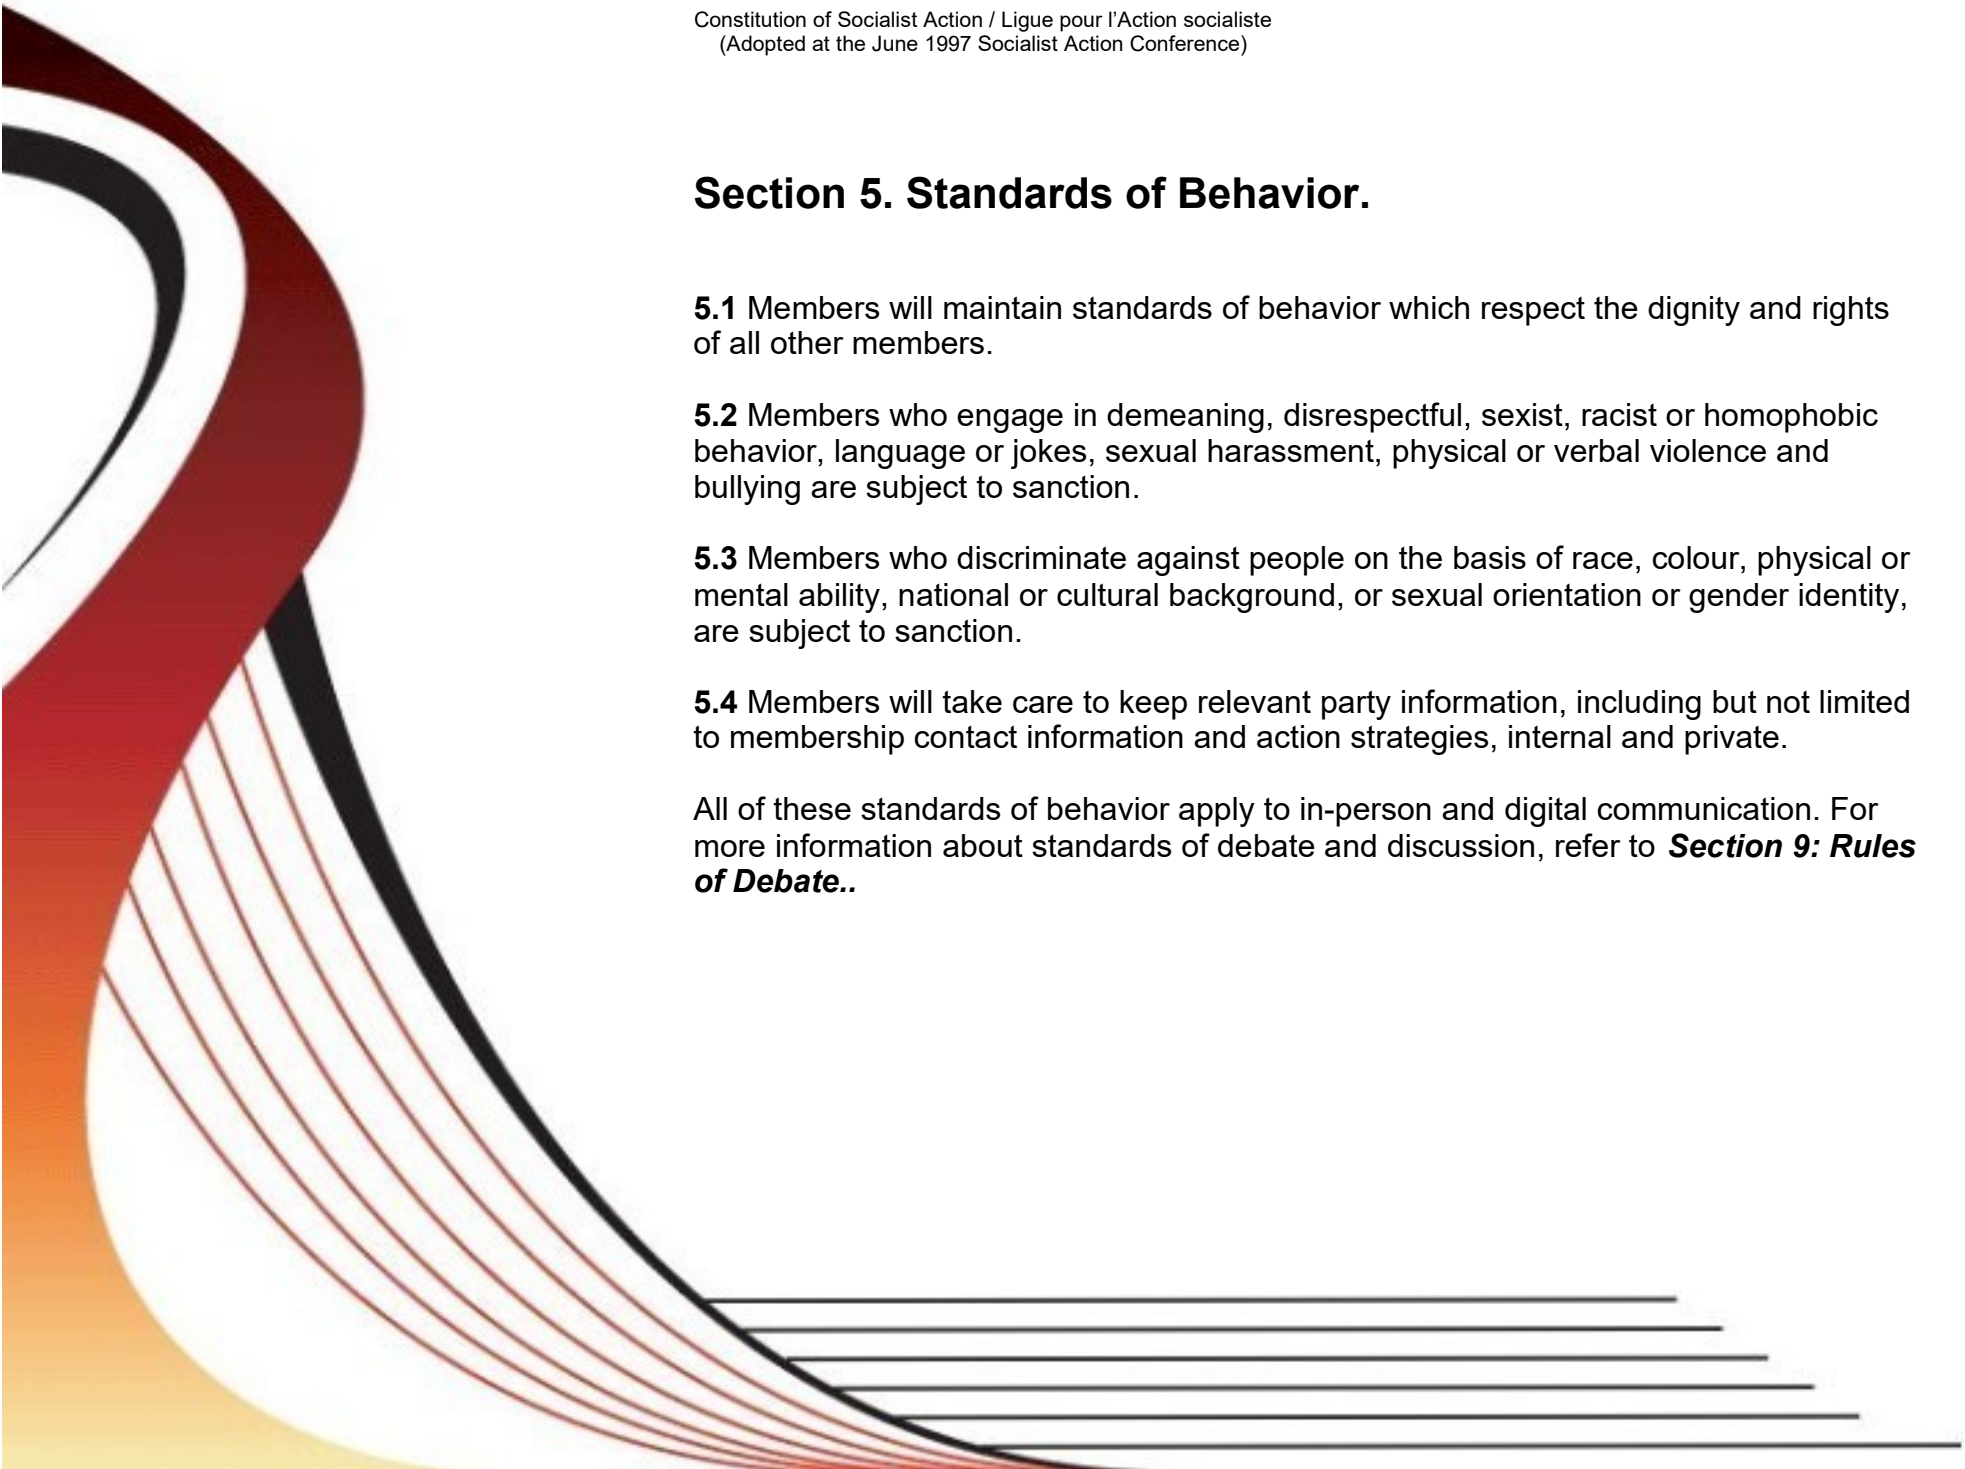 Constitution of Socialist Action / Ligue pour l’Action socialiste
(Adopted at the June 1997 Socialist Action Conference)
Section 5. Standards of Behavior.
5.1 Members will maintain standards of behavior which respect the dignity and rights
of all other members.
5.2 Members who engage in demeaning, disrespectful, sexist, racist or homophobic
behavior, language or jokes, sexual harassment, physical or verbal violence and
bullying are subject to sanction.
5.3 Members who discriminate against people on the basis of race, colour, physical or
mental ability, national or cultural background, or sexual orientation or gender identity,
are subject to sanction.
5.4 Members will take care to keep relevant party information, including but not limited
to membership contact information and action strategies, internal and private.
All of these standards of behavior apply to in-person and digital communication. For
more information about standards of debate and discussion, refer to Section 9: Rules
of Debate..